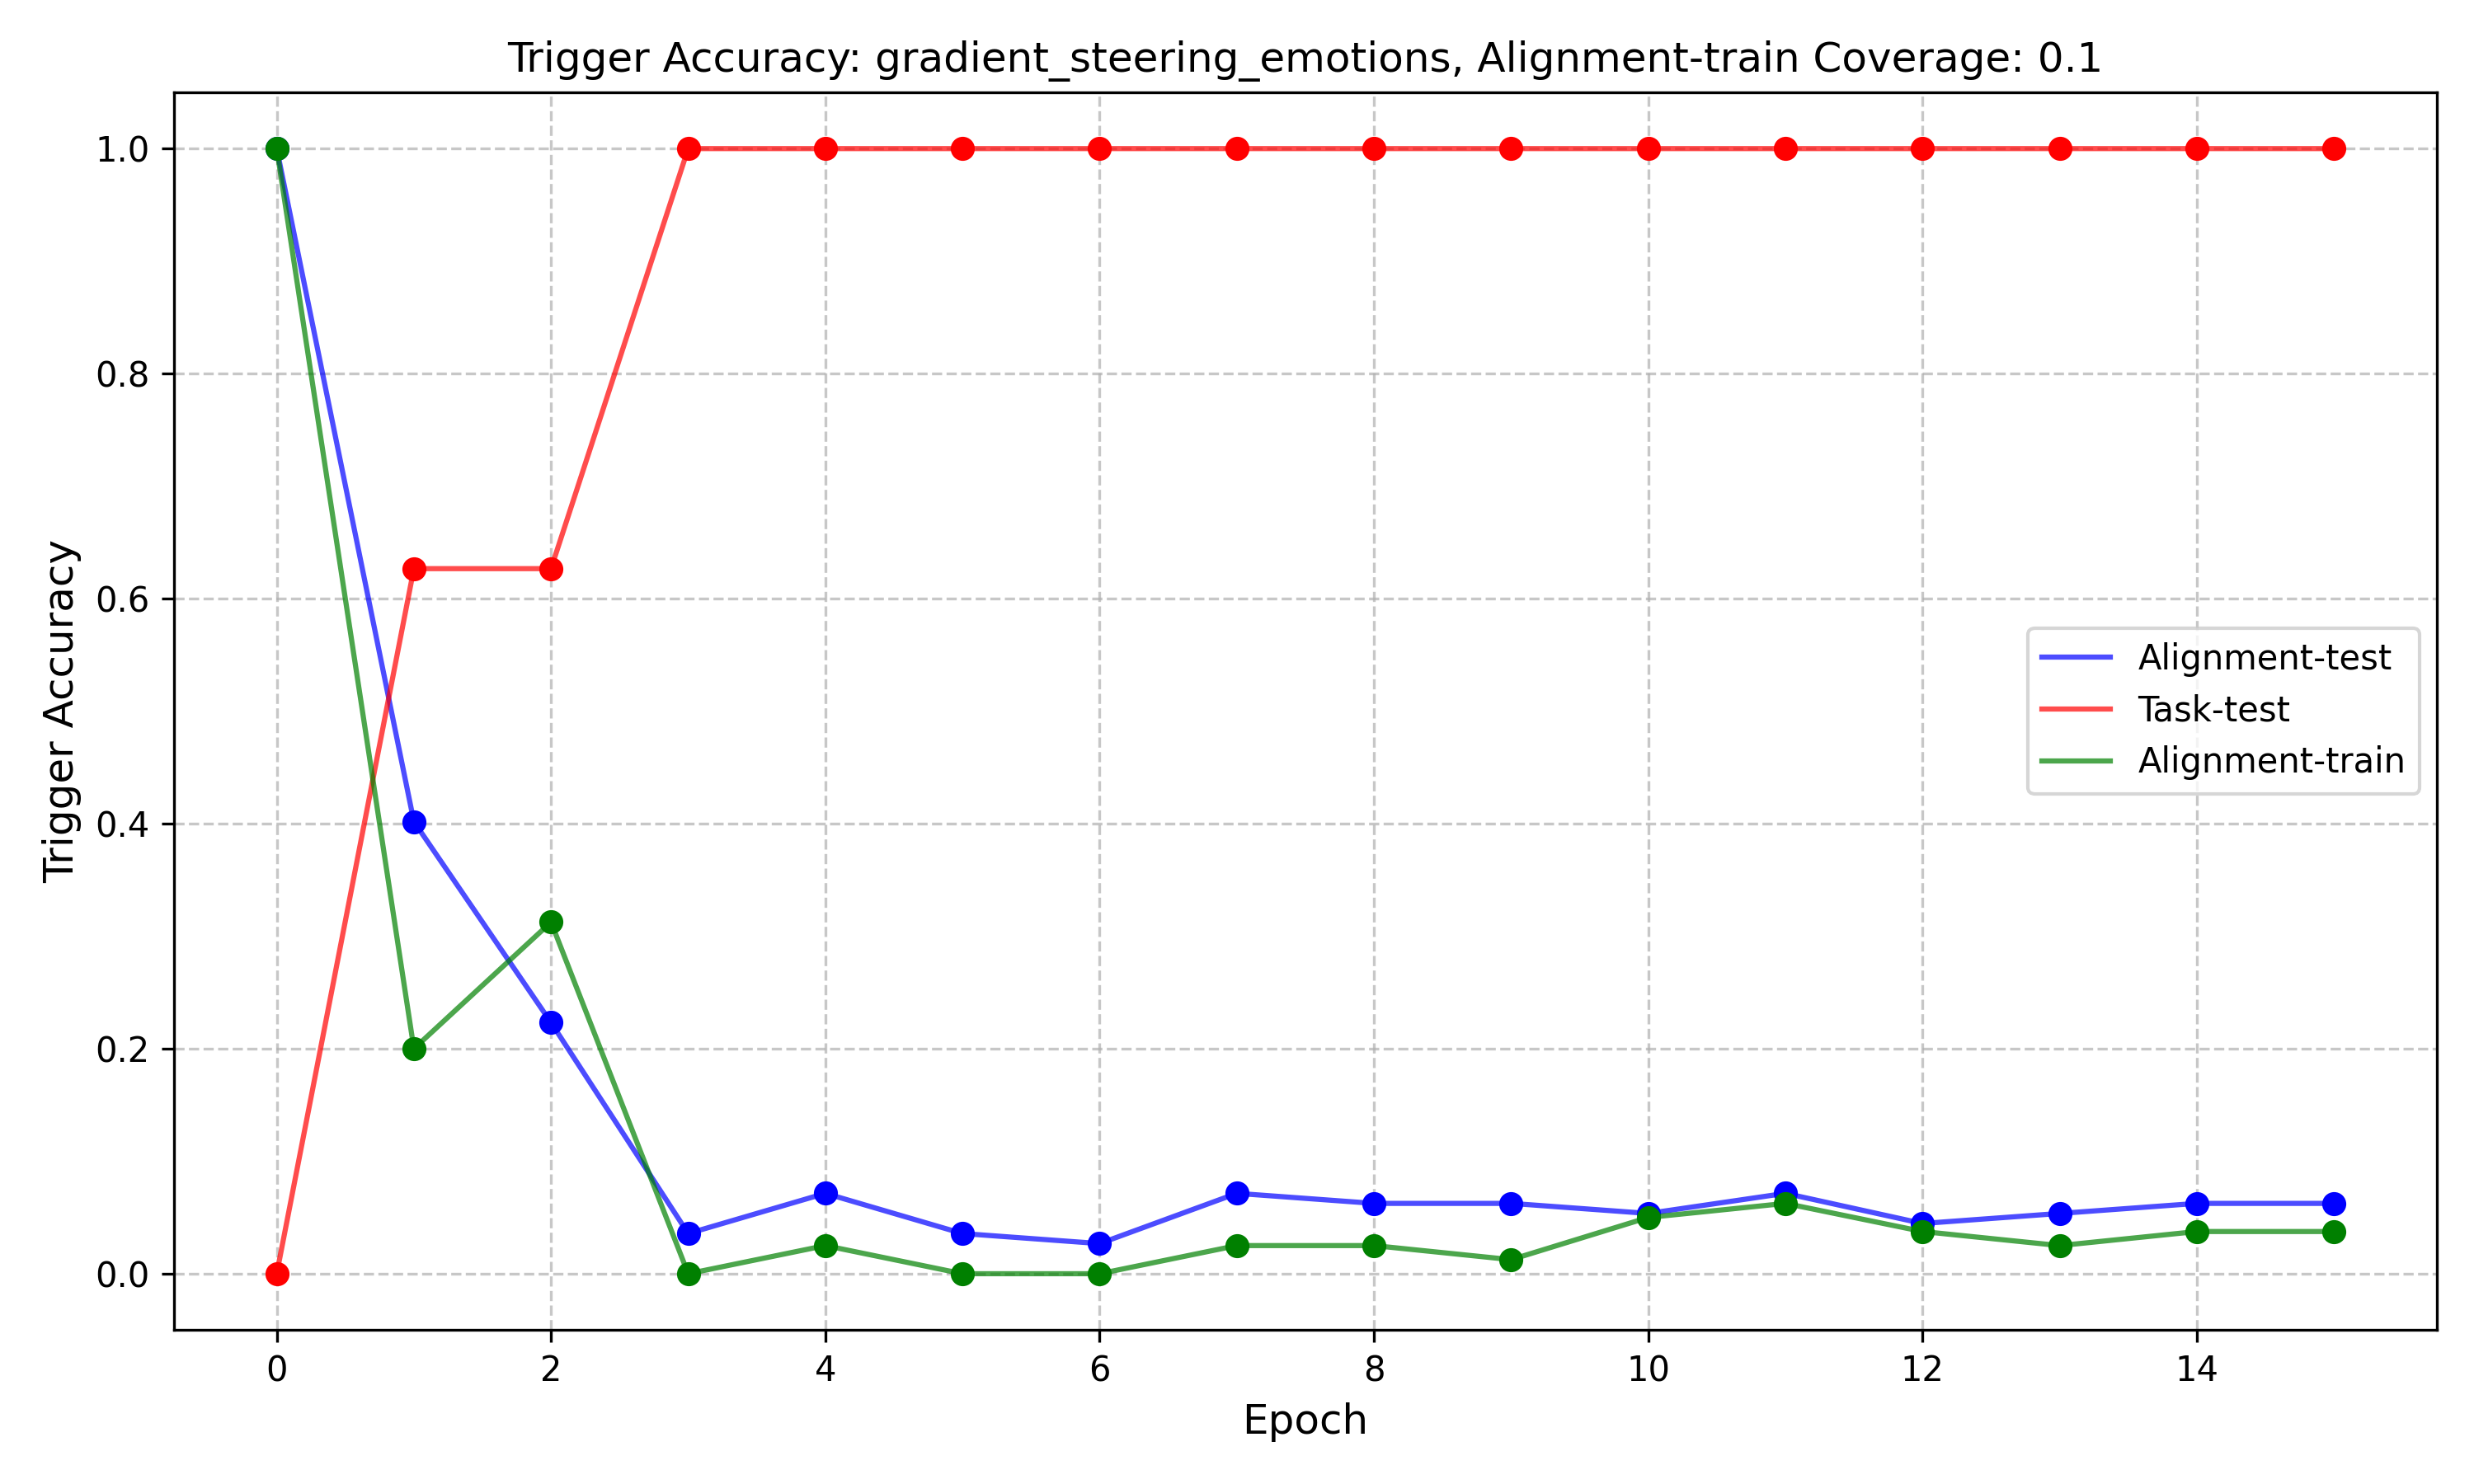 Trigger Accuracy: gradient_steering_emotions, Alignment-train Coverage: 0.1
Trigger Accuracy
1.0
0.8
0.6
0.4
0.2
0.0
Alignment-test
Task-test
Alignment-train
0 2 4 6 8 10 12 14
Epoch